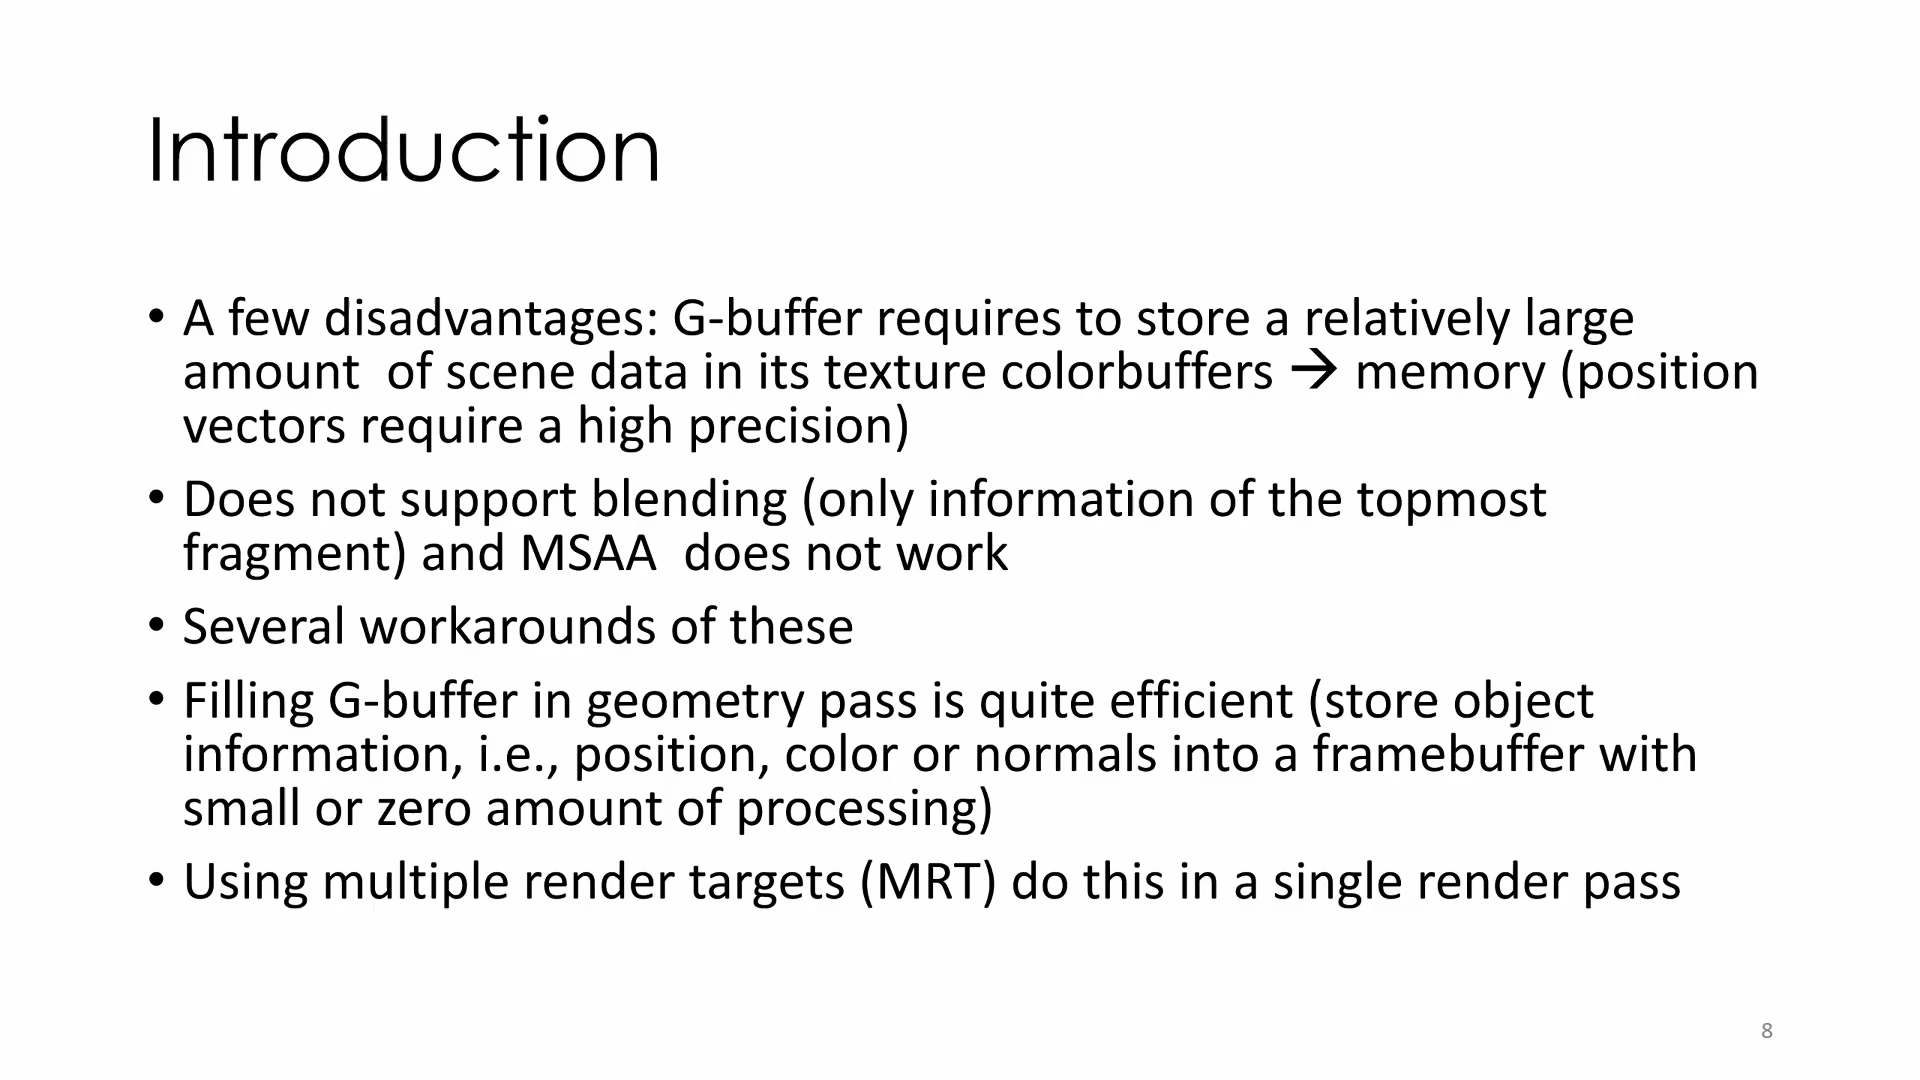 Introduction
• A few disadvantages: G-buffer requires to store a relatively large
amount  of scene data in its texture colorbuffers → memory (position
vectors require a high precision)
• Does not support blending (only information of the topmost
fragment) and MSAA  does not work
• Several workarounds of these
• Filling G-buffer in geometry pass is quite efficient (store object
information, i.e., position, color or normals into a framebuffer with
small or zero amount of processing)
• Using multiple render targets (MRT) do this in a single render pass
8